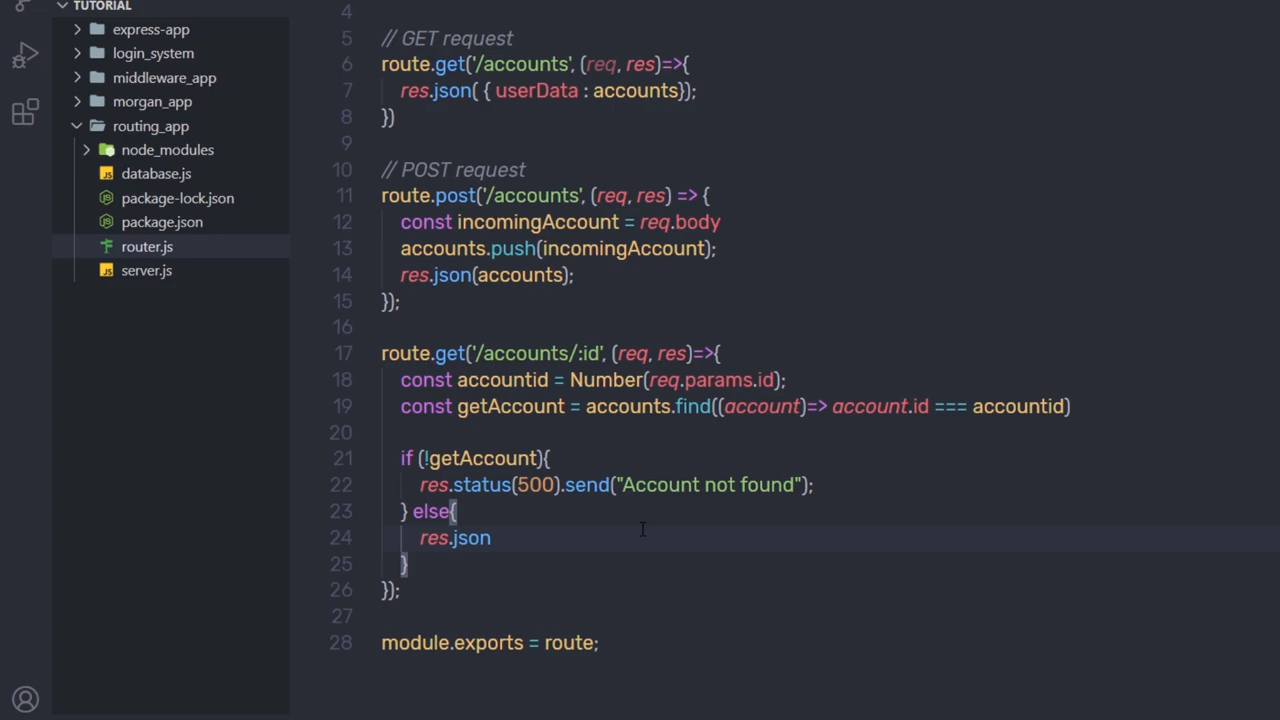 TUTORIAL
express-app
login_system
middleware_app
morgan_app
routing_app
node_modules
database.js
package-lock.json
package.json
router.js
server.js
4
5 // GET request
6 route.get('/accounts', (req, res)=>{
7 res.json( { userData : accounts});
8 })
9
10 // POST request
11 route.post('/accounts', (req, res) => {
12 const incomingAccount = req.body
13 accounts.push(incomingAccount);
14 res.json(accounts);
15 });
16
17 route.get('/accounts/:id', (req, res)=>{
18 const accountid = Number(req.params.id);
19 const getAccount = accounts.find((account)=> account.id === accountid)
20
21 if (!getAccount){
22 res.status(500).send("Account not found");
23 } else{
24 res.json
25 }
26 });
27
28 module.exports = route;